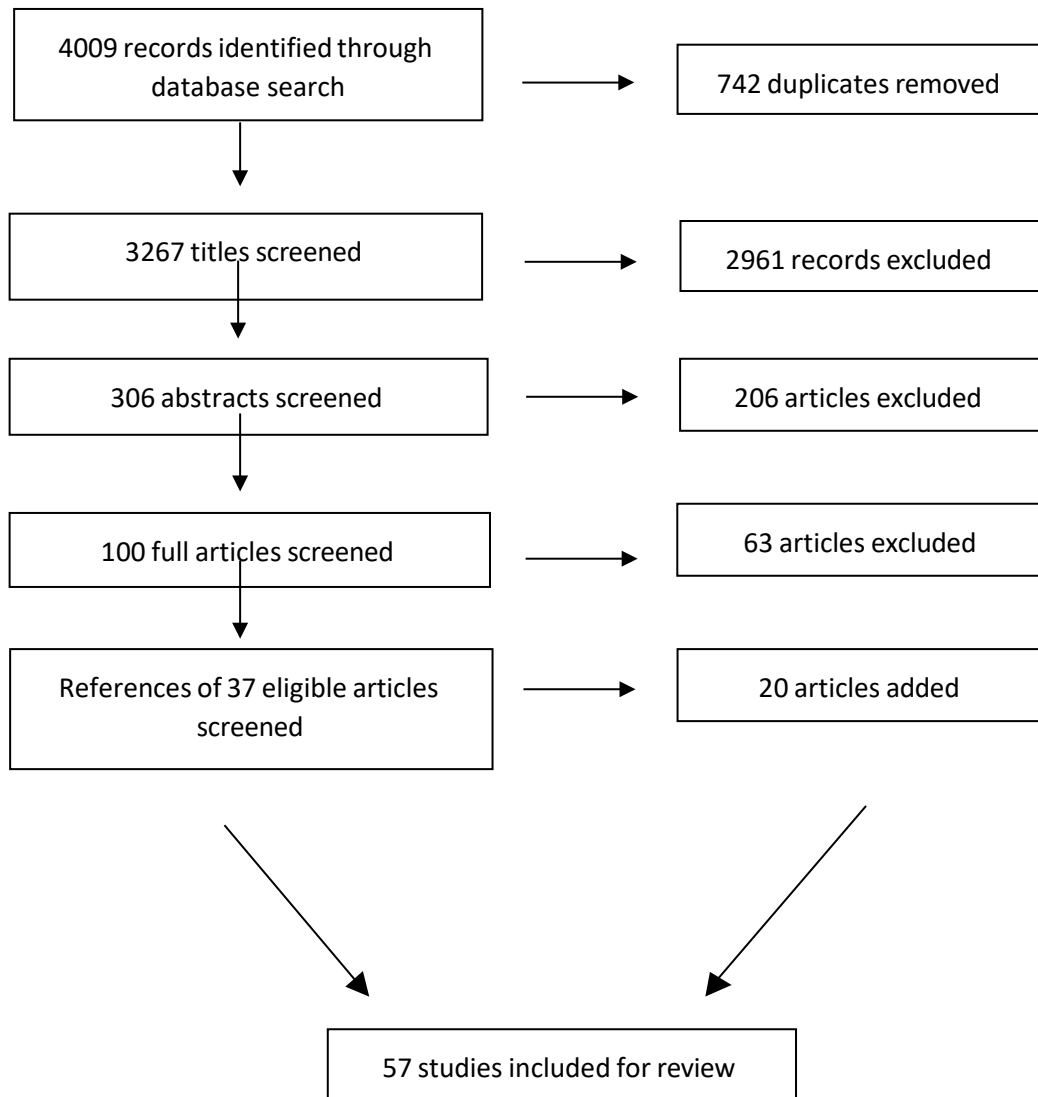 4009 records identified through
database search
742 duplicates removed
3267 titles screened
2961 records excluded
306 abstracts screened
206 articles excluded
100 full articles screened
63 articles excluded
References of 37 eligible articles
screened
20 articles added
57 studies included for review